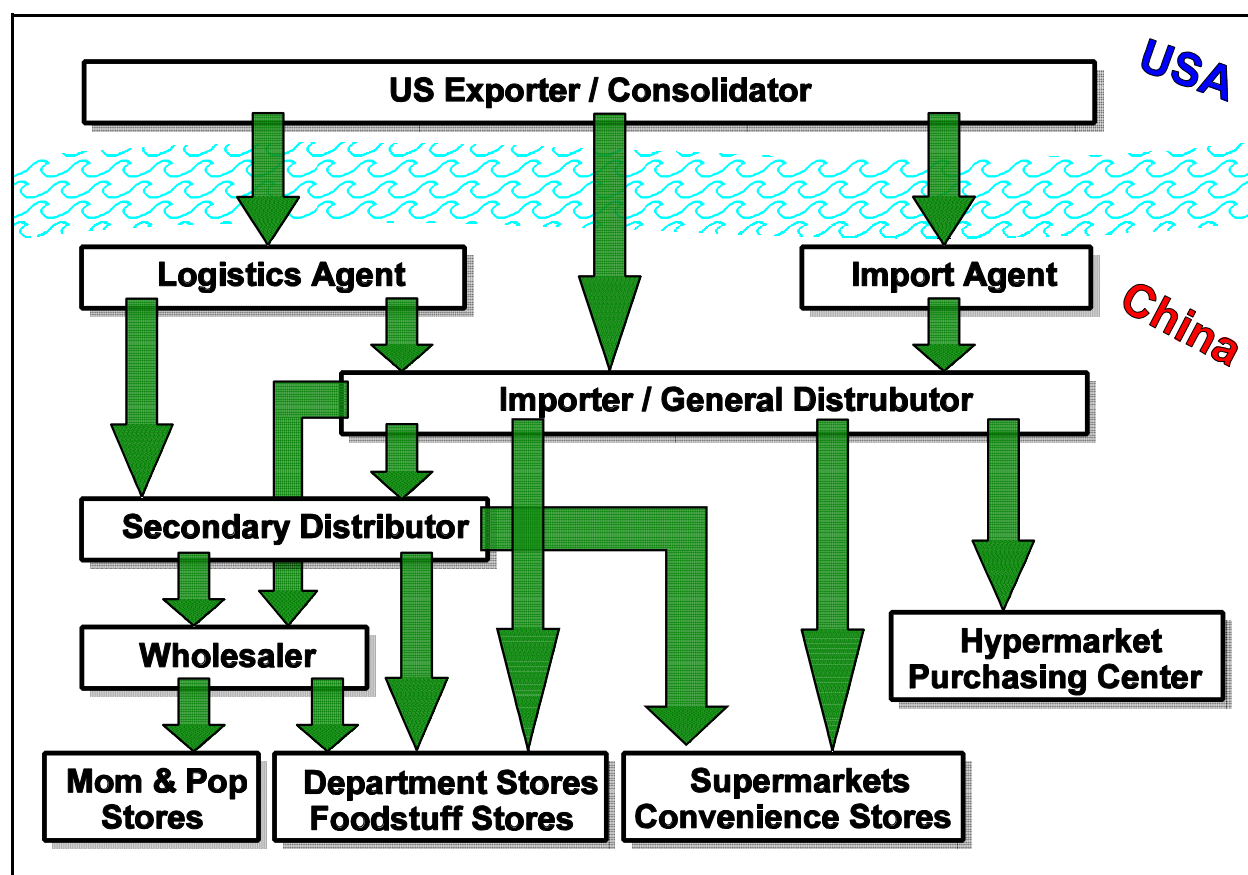 USA
US Exporter / Consolidator
Logistics Agent
Import Agent
China
Importer / General Distrubutor
Secondary Distributor
Wholesaler
Hypermarket
Purchasing Center
Mom & Pop
Stores
Department Stores
Foodstuff Stores
Supermarkets
Convenience Stores